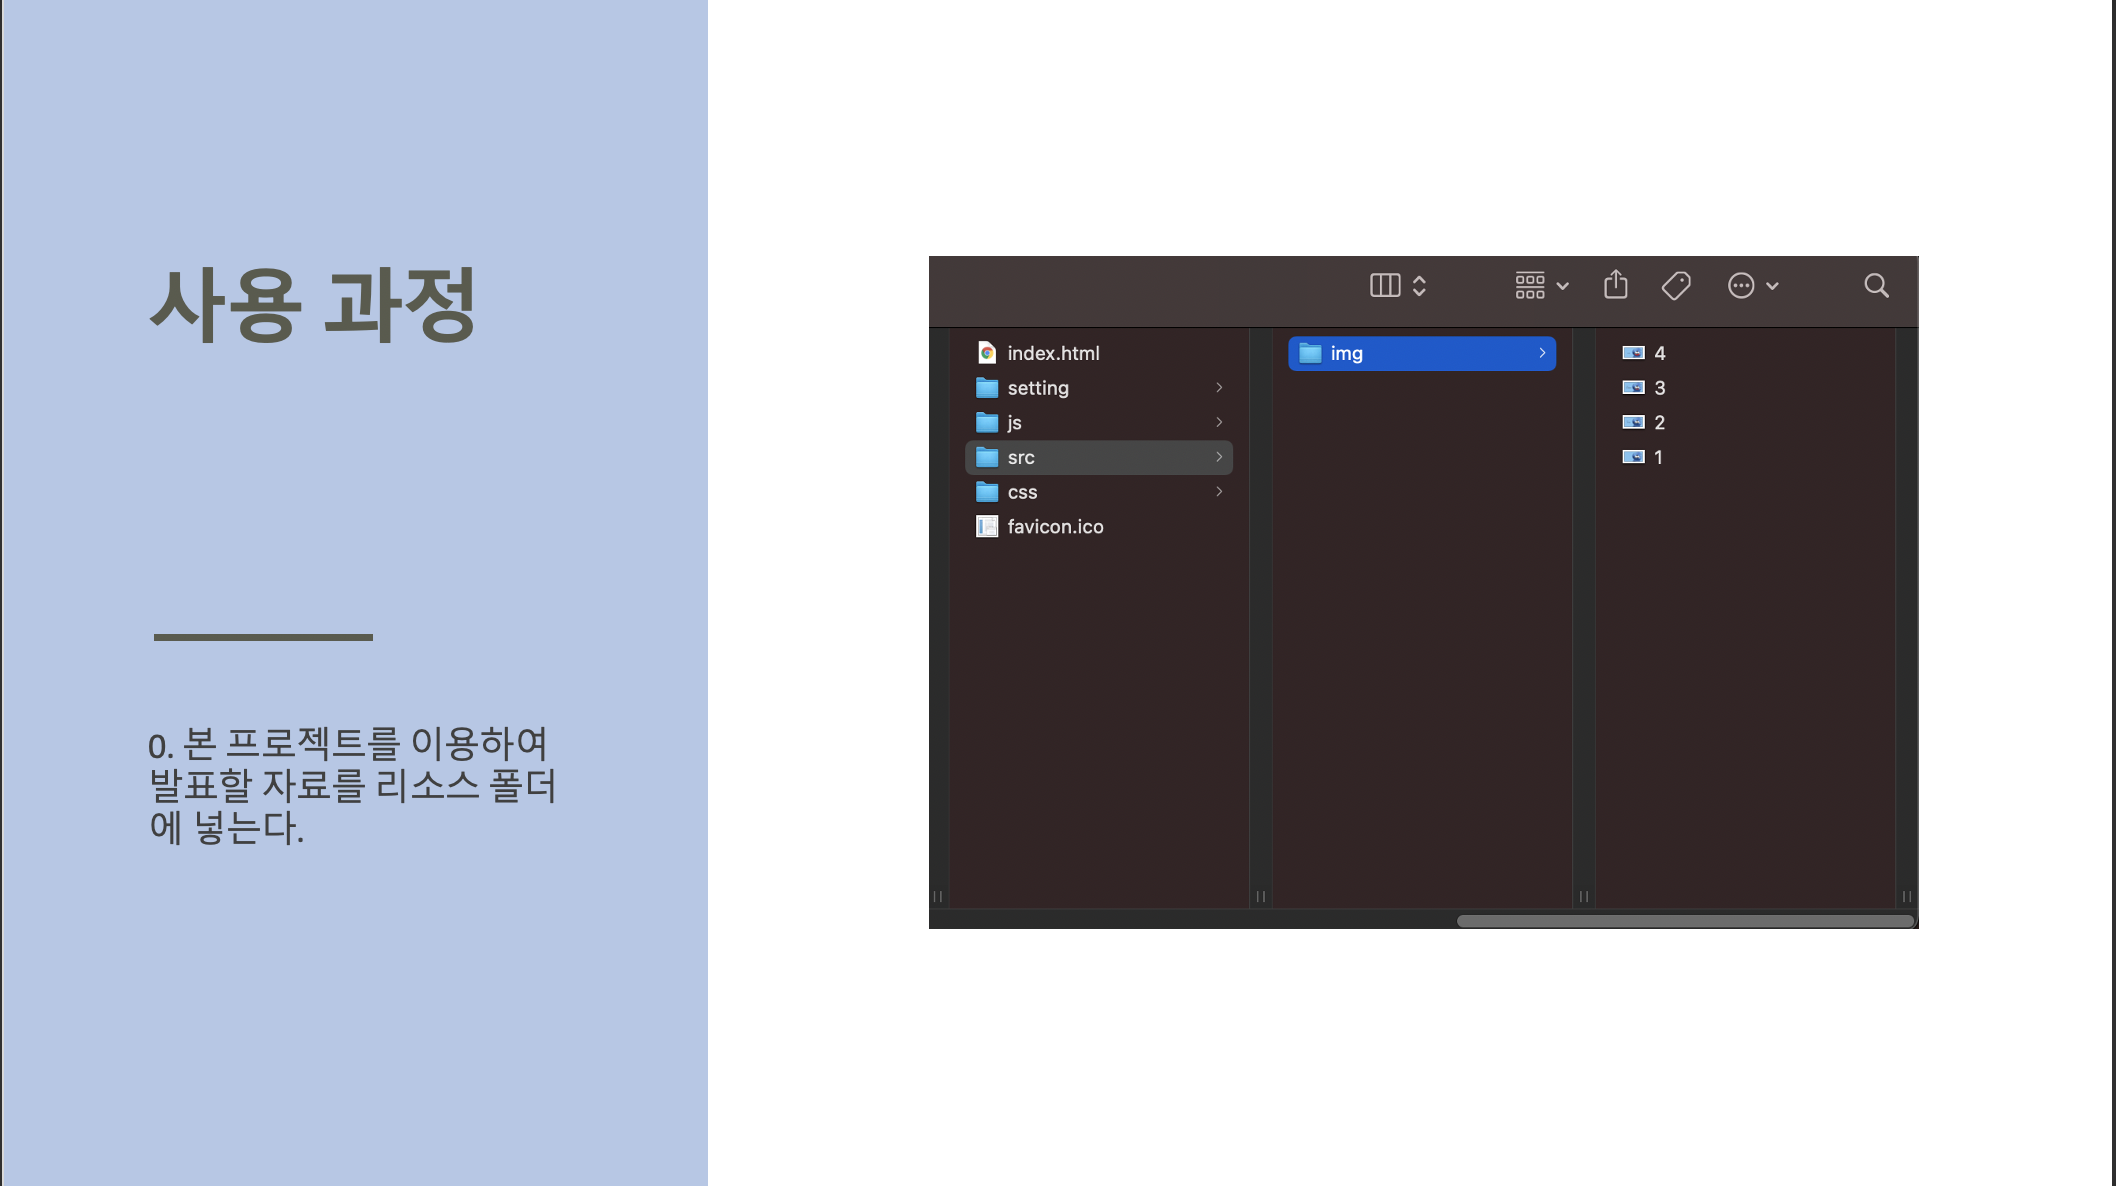 사용 과정
0. 본 프로젝트를 이용하여
발표할 자료를 리소스 폴더
에 넣는다.
index.html
setting
js
src
css
favicon.ico
img
4
3
2
1